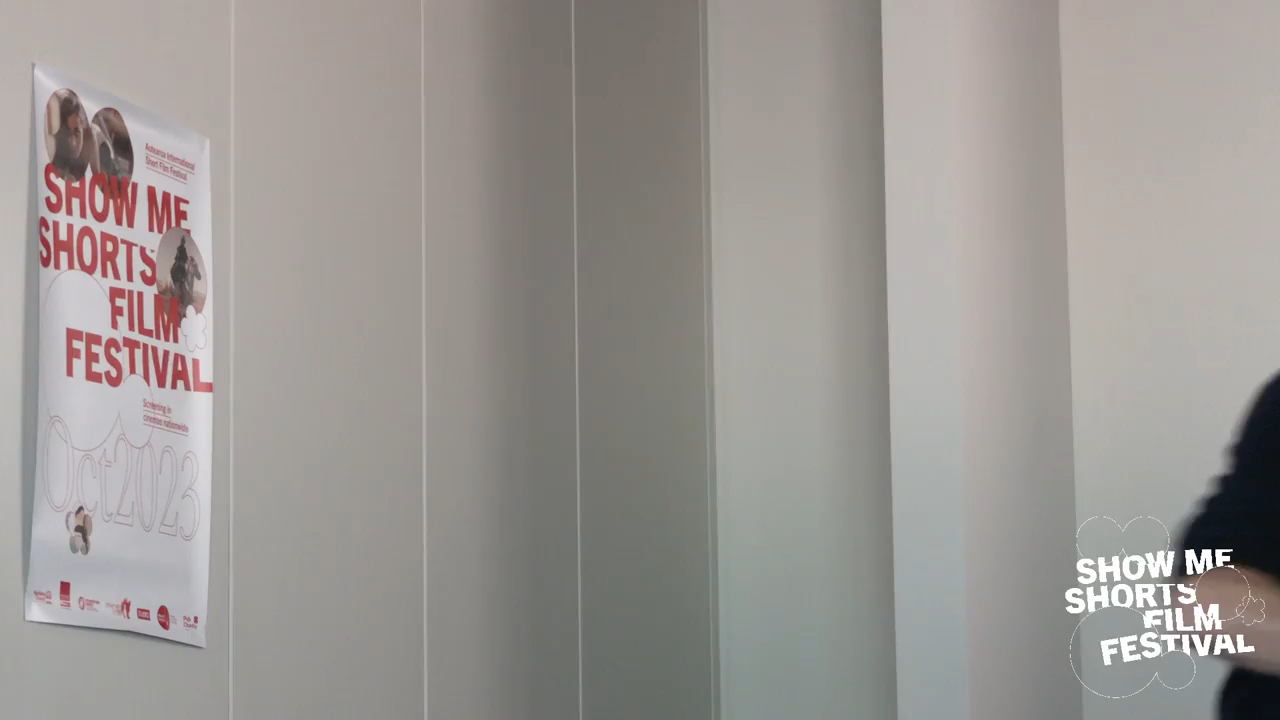 Aotearoa International
Short Film Festival
SHOW ME
SHORTS
FILM
FESTIVAL
Screening in
cinemas nationwide
Oct2023
SHOW ME
SHORTS
FILM
FESTIVAL